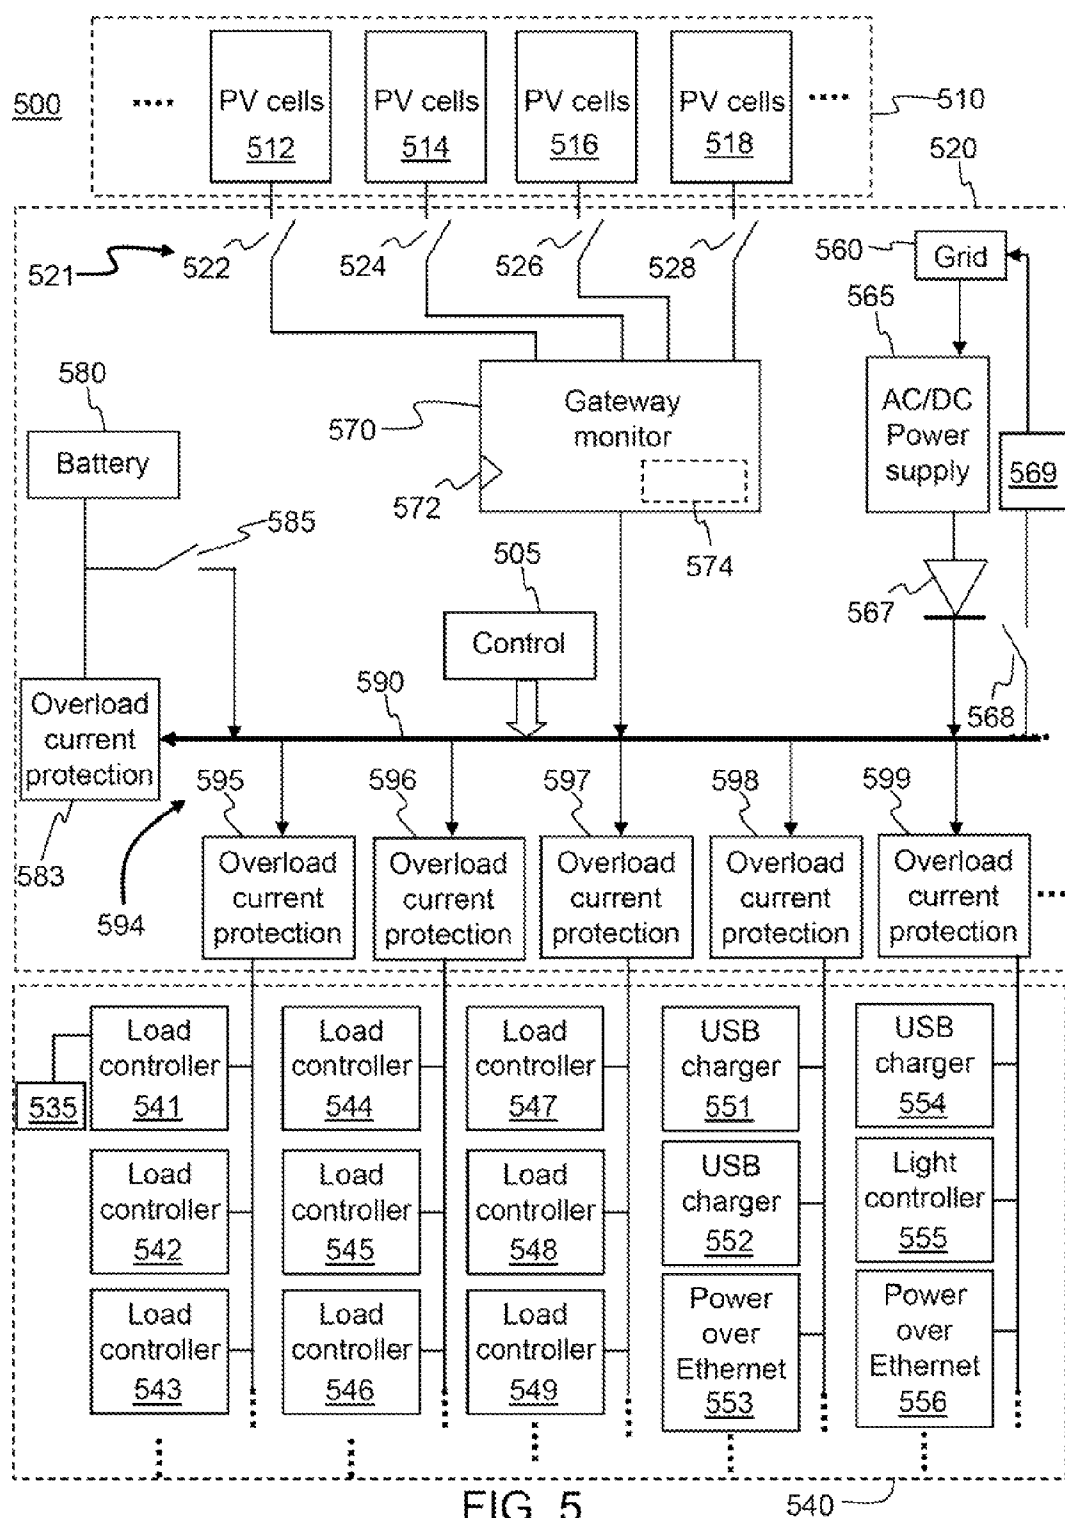 500
PV cells
512
PV cells
514
PV cells
516
PV cells
518
510
520
521
522
524
526
528
560
Grid
565
AC/DC
Power
supply
569
580
Battery
570
Gateway
monitor
572
574
585
505
Control
567
568
590
Overload
current
protection
583
594
595
596
597
598
599
Overload
current
protection
Overload
current
protection
Overload
current
protection
Overload
current
protection
Overload
current
protection
535
Load
controller
541
Load
controller
544
Load
controller
547
USB
charger
551
USB
charger
554
Load
controller
542
Load
controller
545
Load
controller
548
USB
charger
552
Light
controller
555
Load
controller
543
Load
controller
546
Load
controller
549
Power
over
Ethernet
553
Power
over
Ethernet
556
540
FIG. 5